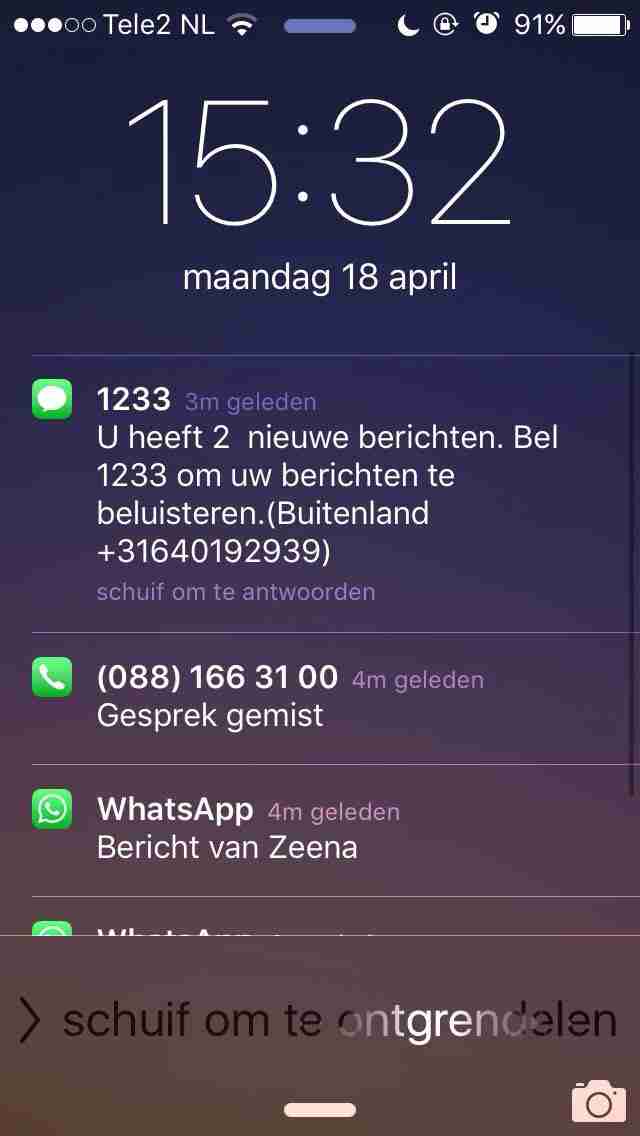 Tele2 NL 91%
15:32
maandag 18 april
1233 3m geleden
U heeft 2  nieuwe berichten. Bel
1233 om uw berichten te
beluisteren.(Buitenland
+31640192939)
schuif om te antwoorden
(088) 166 31 00 4m geleden
Gesprek gemist
WhatsApp 4m geleden
Bericht van Zeena
WhatsApp
schuif om te ontgrendelen